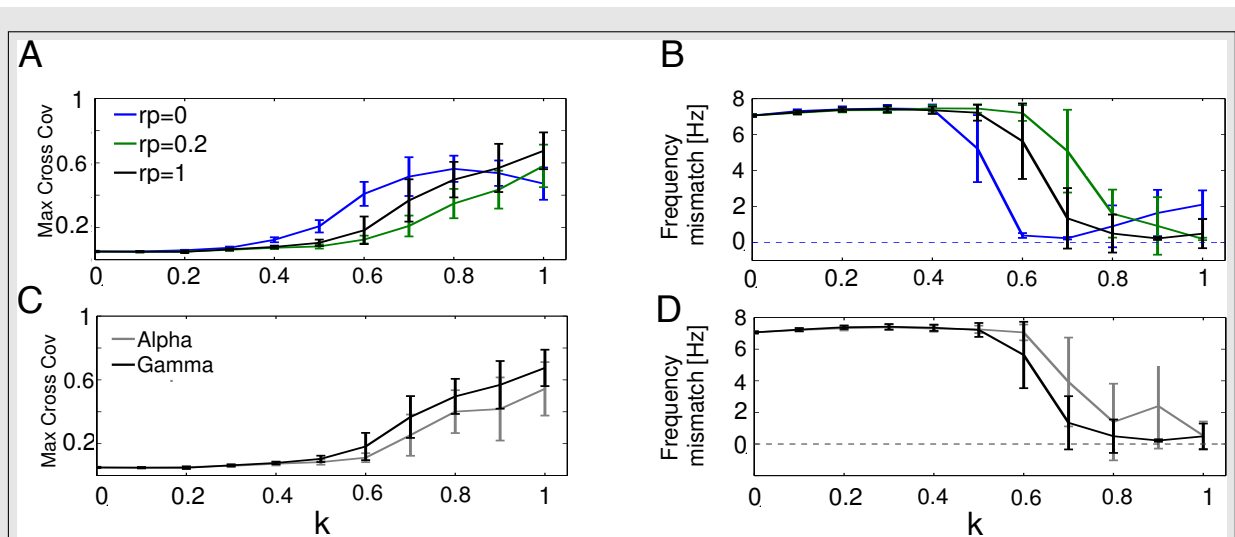 A
Max Cross Cov
1
0.6
0.2
rp=0
rp=0.2
rp=1
0 0.2 0.4 0.6 0.8 1
B
Frequency
mismatch [Hz]
8
6
4
2
0
0 0.2 0.4 0.6 0.8 1
C
Max Cross Cov
1
0.6
0.2
Alpha
Gamma
0 0.2 0.4 0.6 0.8 1
k
D
Frequency
mismatch [Hz]
8
6
4
2
0
0 0.2 0.4 0.6 0.8 1
k